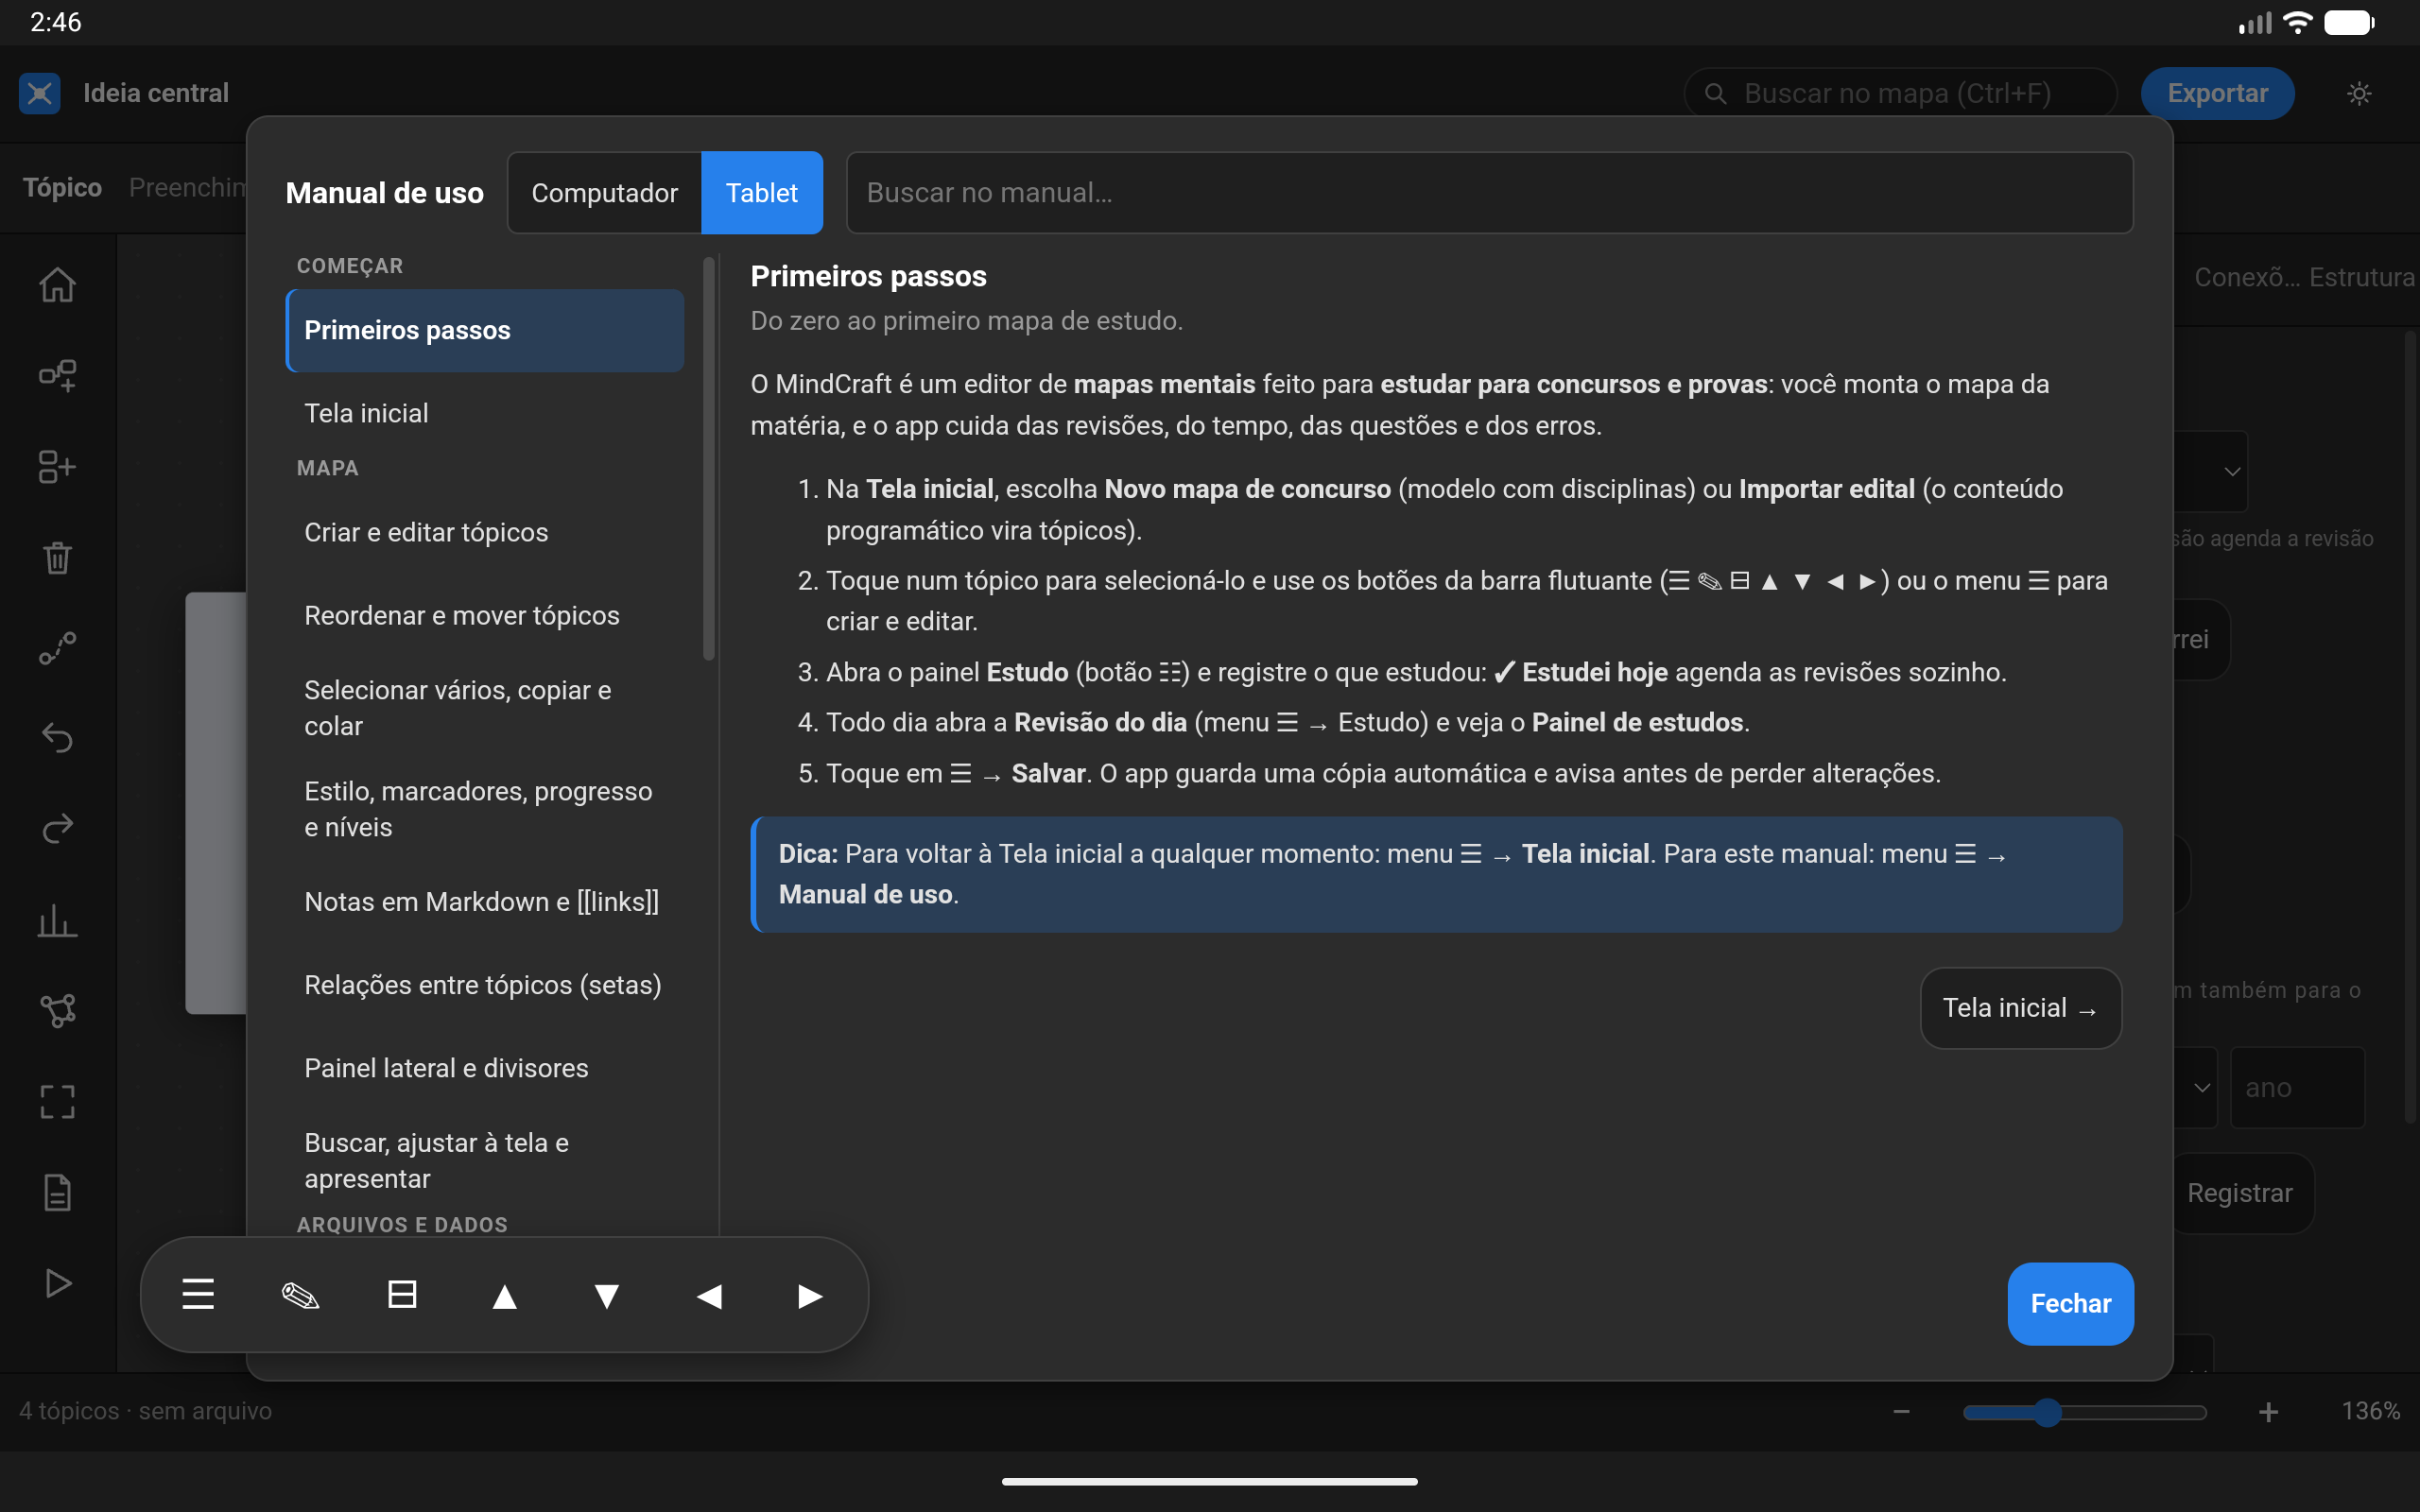 2:46
Ideia central
Buscar no mapa (Ctrl+F)
Exportar
Tópico
Manual de uso
Computador
Tablet
Buscar no manual...
Conexõ... Estrutura
COMEÇAR
Primeiros passos
Tela inicial
MAPA
Criar e editar tópicos
Reordenar e mover tópicos
Selecionar vários, copiar e
colar
Estilo, marcadores, progresso
e níveis
Notas em Markdown e [[links]]
Relações entre tópicos (setas)
Painel lateral e divisores
Buscar, ajustar à tela e
apresentar
ARQUIVOS E DADOS
Primeiros passos
Do zero ao primeiro mapa de estudo.
O MindCraft é um editor de mapas mentais feito para estudar para concursos e provas: você monta o mapa da
matéria, e o app cuida das revisões, do tempo, das questões e dos erros.
1. Na Tela inicial, escolha Novo mapa de concurso (modelo com disciplinas) ou Importar edital (o conteúdo
programático vira tópicos).
2. Toque num tópico para selecioná-lo e use os botões da barra flutuante (☰ ✎ ⊟ ▲ ▼ ◄ ►) ou o menu ☰ para
criar e editar.
3. Abra o painel Estudo (botão ☷) e registre o que estudou: ✓ Estudei hoje agenda as revisões sozinho.
4. Todo dia abra a Revisão do dia (menu ☰ → Estudo) e veja o Painel de estudos.
5. Toque em ☰ → Salvar. O app guarda uma cópia automática e avisa antes de perder alterações.
Dica: Para voltar à Tela inicial a qualquer momento: menu ☰ → Tela inicial. Para este manual: menu ☰ →
Manual de uso.
Tela inicial →
Fechar
agenda a revisão
também para o
ano
Registrar
4 tópicos · sem arquivo
136%